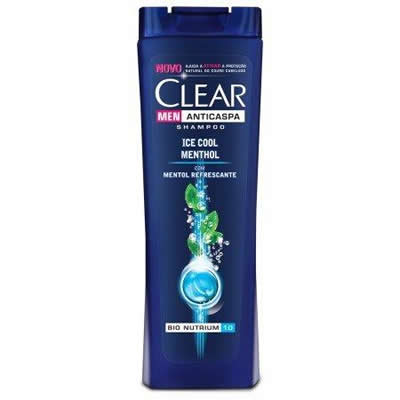 NOVO AJUDA A ATIVAR A PROTEÇÃO
NATURAL DO COURO CABELUDO
CLEAR
MEN ANTICASPA
SHAMPOO
ICE COOL
MENTHOL
COM
MENTOL REFRESCANTE
BIO NUTRIUM 10